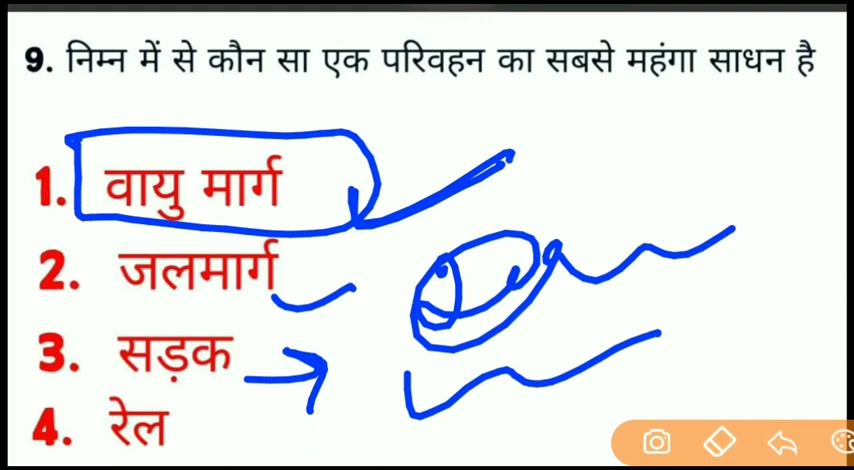 9. निम्न में से कौन सा एक परिवहन का सबसे महंगा साधन है
1. वायु मार्ग
2. जलमार्ग
3. सड़क
4. रेल